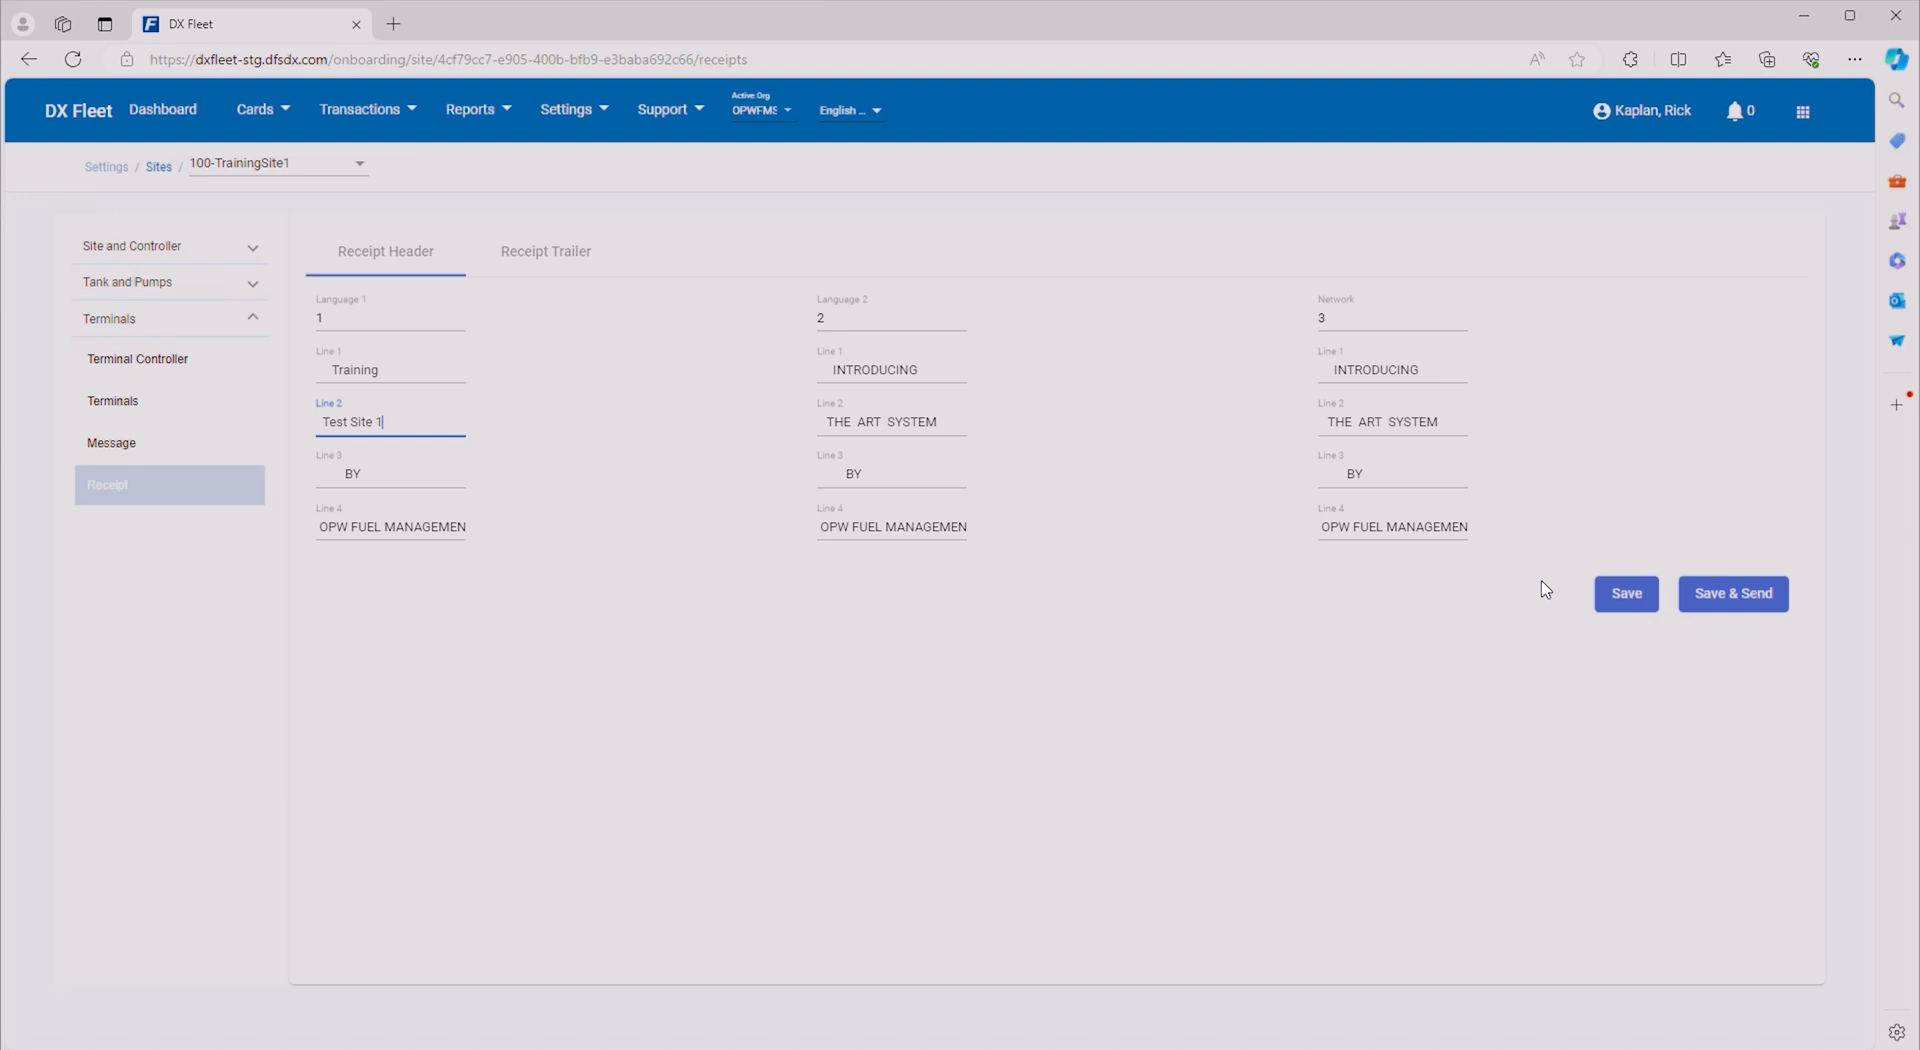 DX Fleet
https://dxfleet-stg.dfsdx.com/onboarding/site/4cf79cc7-e905-400b-bfb9-e3baba692c66/receipts
DX Fleet Dashboard Cards Transactions Reports Settings Support Active Org OPWFMS English ... Kaplan, Rick 0
Settings / Sites / 100-TrainingSite1
Site and Controller
Tank and Pumps
Terminals
Terminal Controller
Terminals
Message
Receipt
Receipt Header Receipt Trailer
Language 1 Language 2 Network
1 2 3
Line 1 Line 1 Line 1
Training INTRODUCING INTRODUCING
Line 2 Line 2 Line 2
Test Site 1 THE ART SYSTEM THE ART SYSTEM
Line 3 Line 3 Line 3
BY BY BY
Line 4 Line 4 Line 4
OPW FUEL MANAGEMEN OPW FUEL MANAGEMEN OPW FUEL MANAGEMEN
Save Save & Send